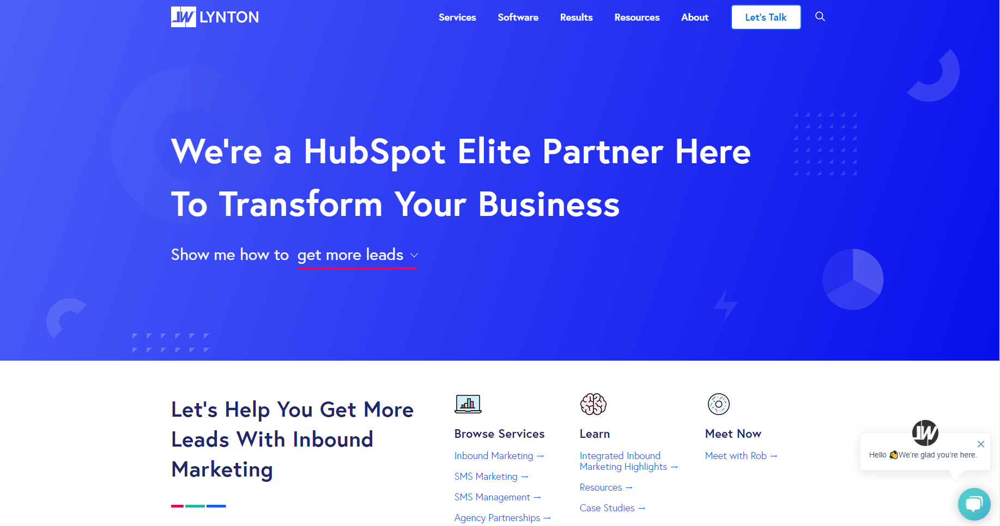 LW LYNTON
Services
Software
Results
Resources
About
Let's Talk
We're a HubSpot Elite Partner Here
To Transform Your Business
Show me how to get more leads
Let's Help You Get More
Leads With Inbound
Marketing
Browse Services
Inbound Marketing →
SMS Marketing →
SMS Management →
Agency Partnerships →
Learn
Integrated Inbound
Marketing Highlights →
Resources →
Case Studies →
Meet Now
Meet with Rob →
LW
Hello 👏We're glad you're here.